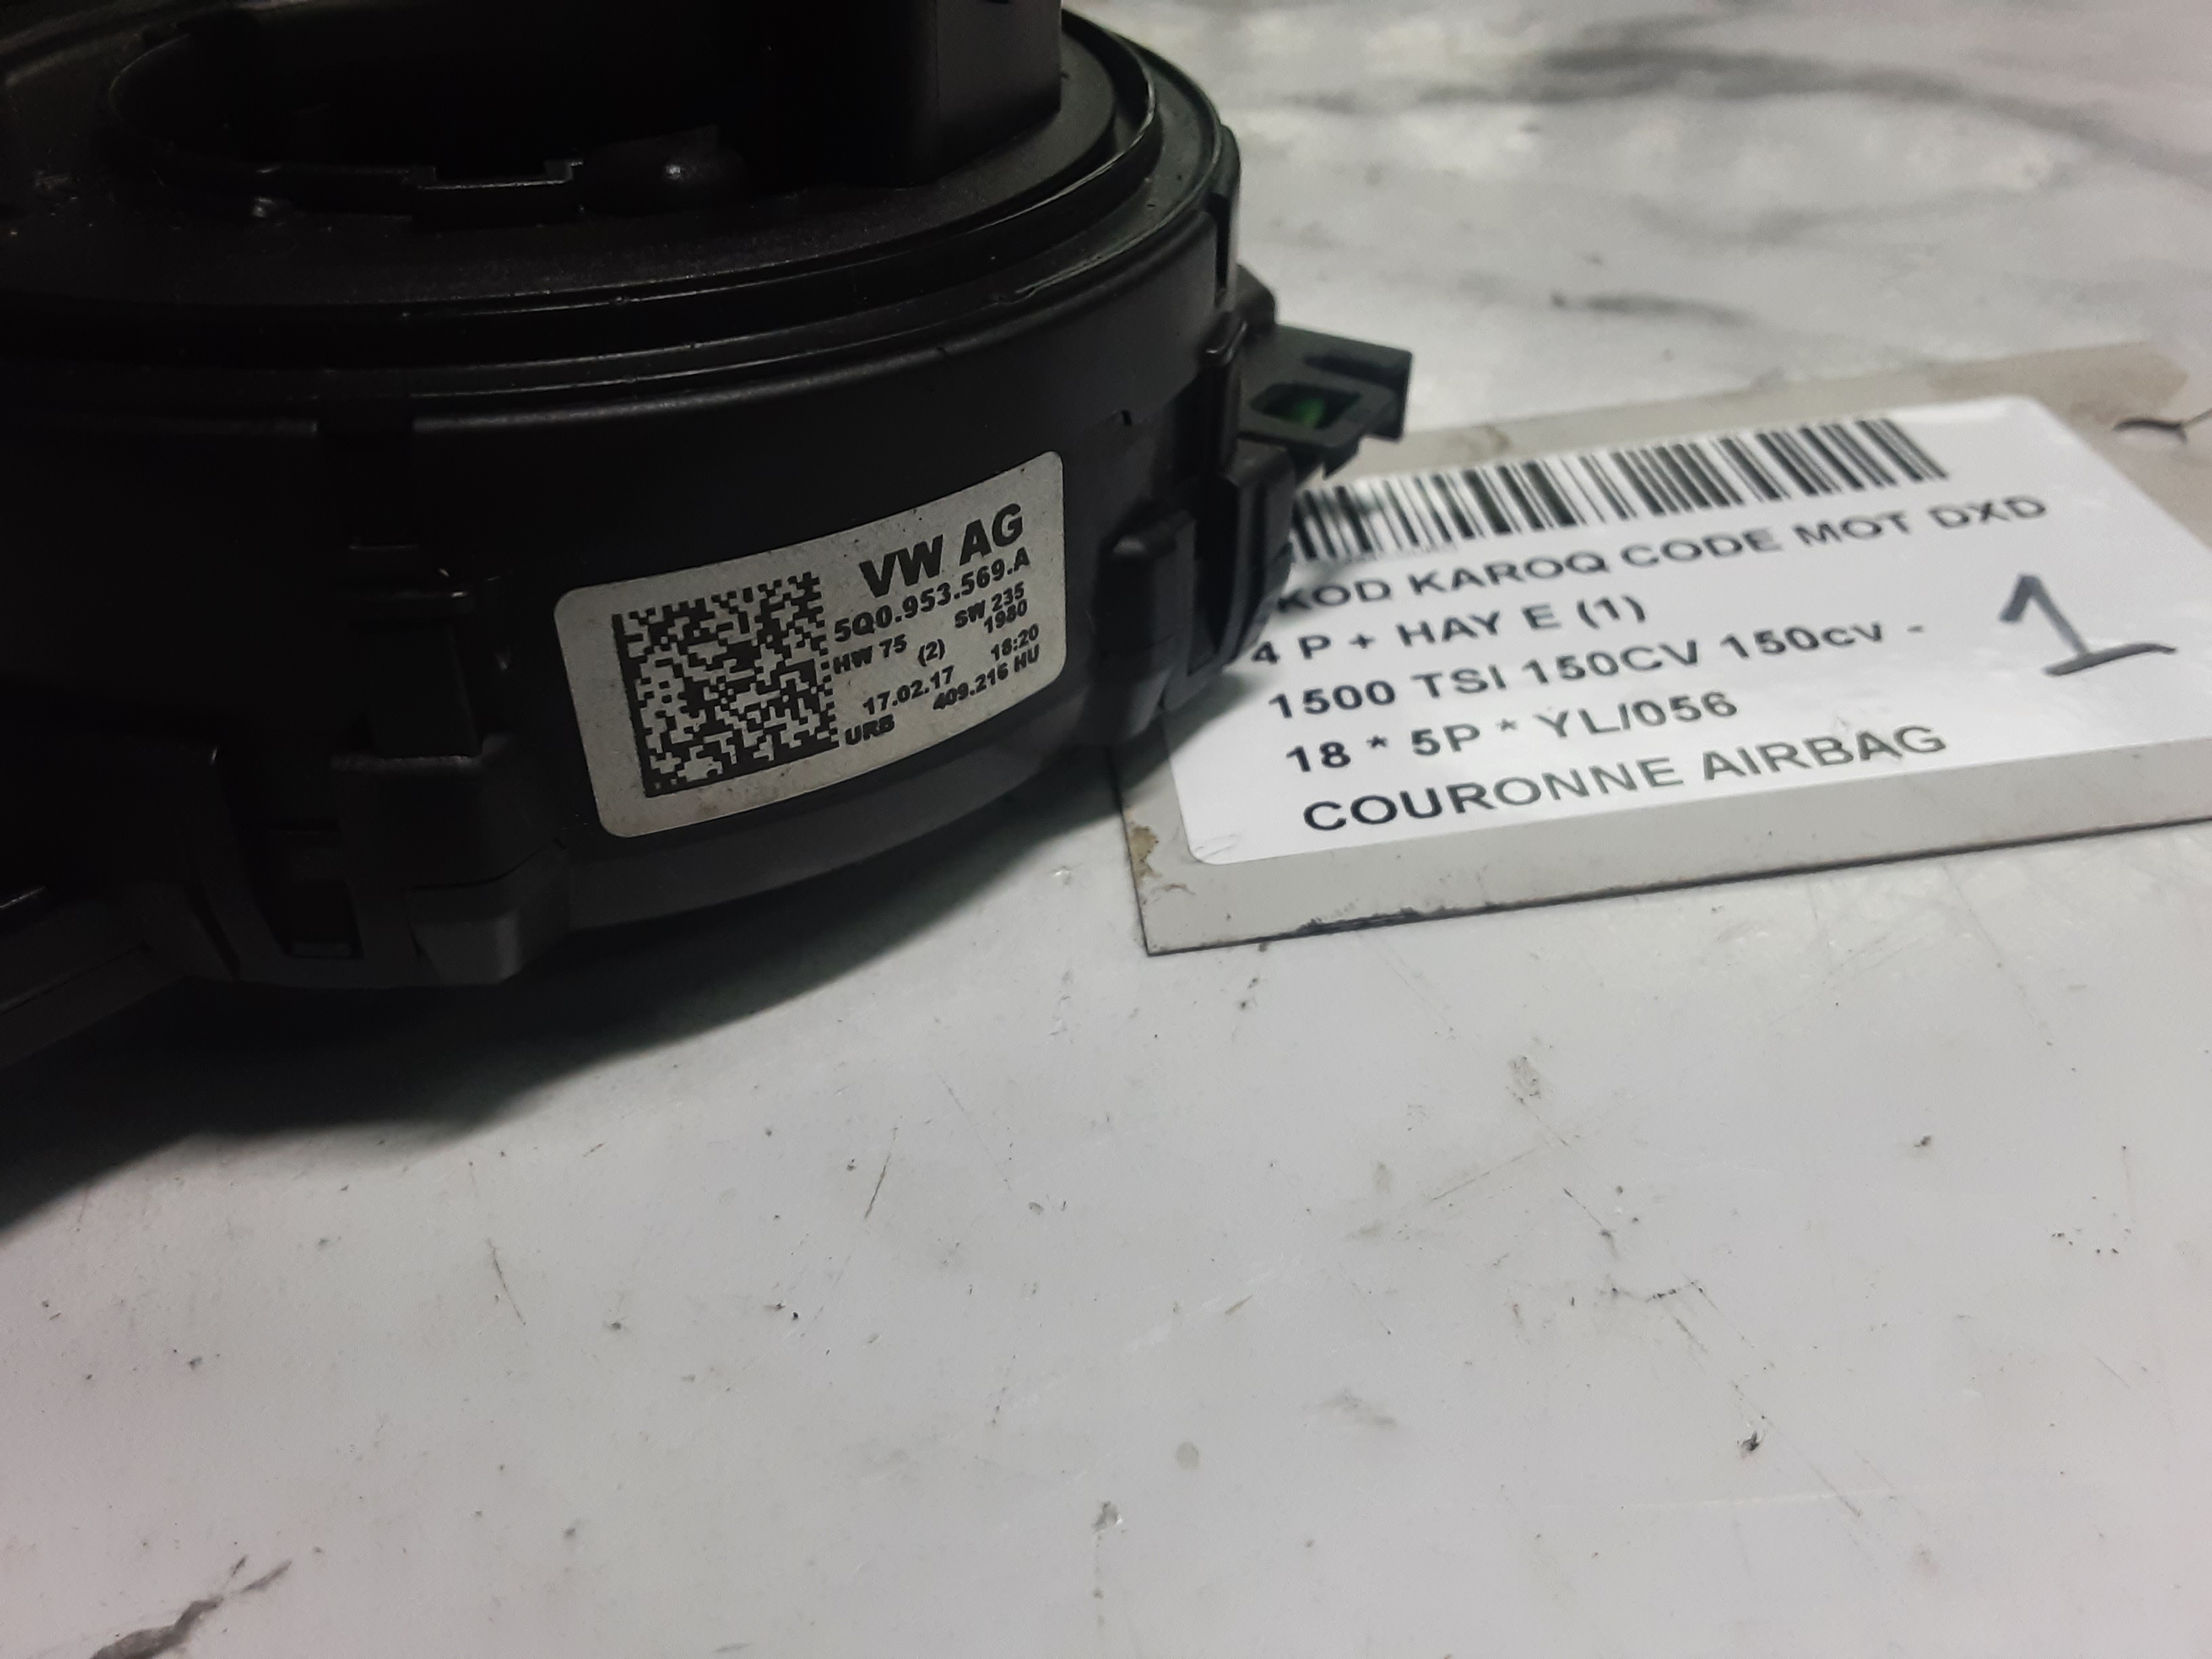 VW AG
5Q0.953.569.A
HW 75 SW 235
(2) 1980
17.02.17 18:20
URB 409.216 HU
KOD KAROQ CODE MOT DXD
4 P + HAY E (1)
1500 TSI 150CV 150cv -
18 * 5P * YL/056
COURONNE AIRBAG
1